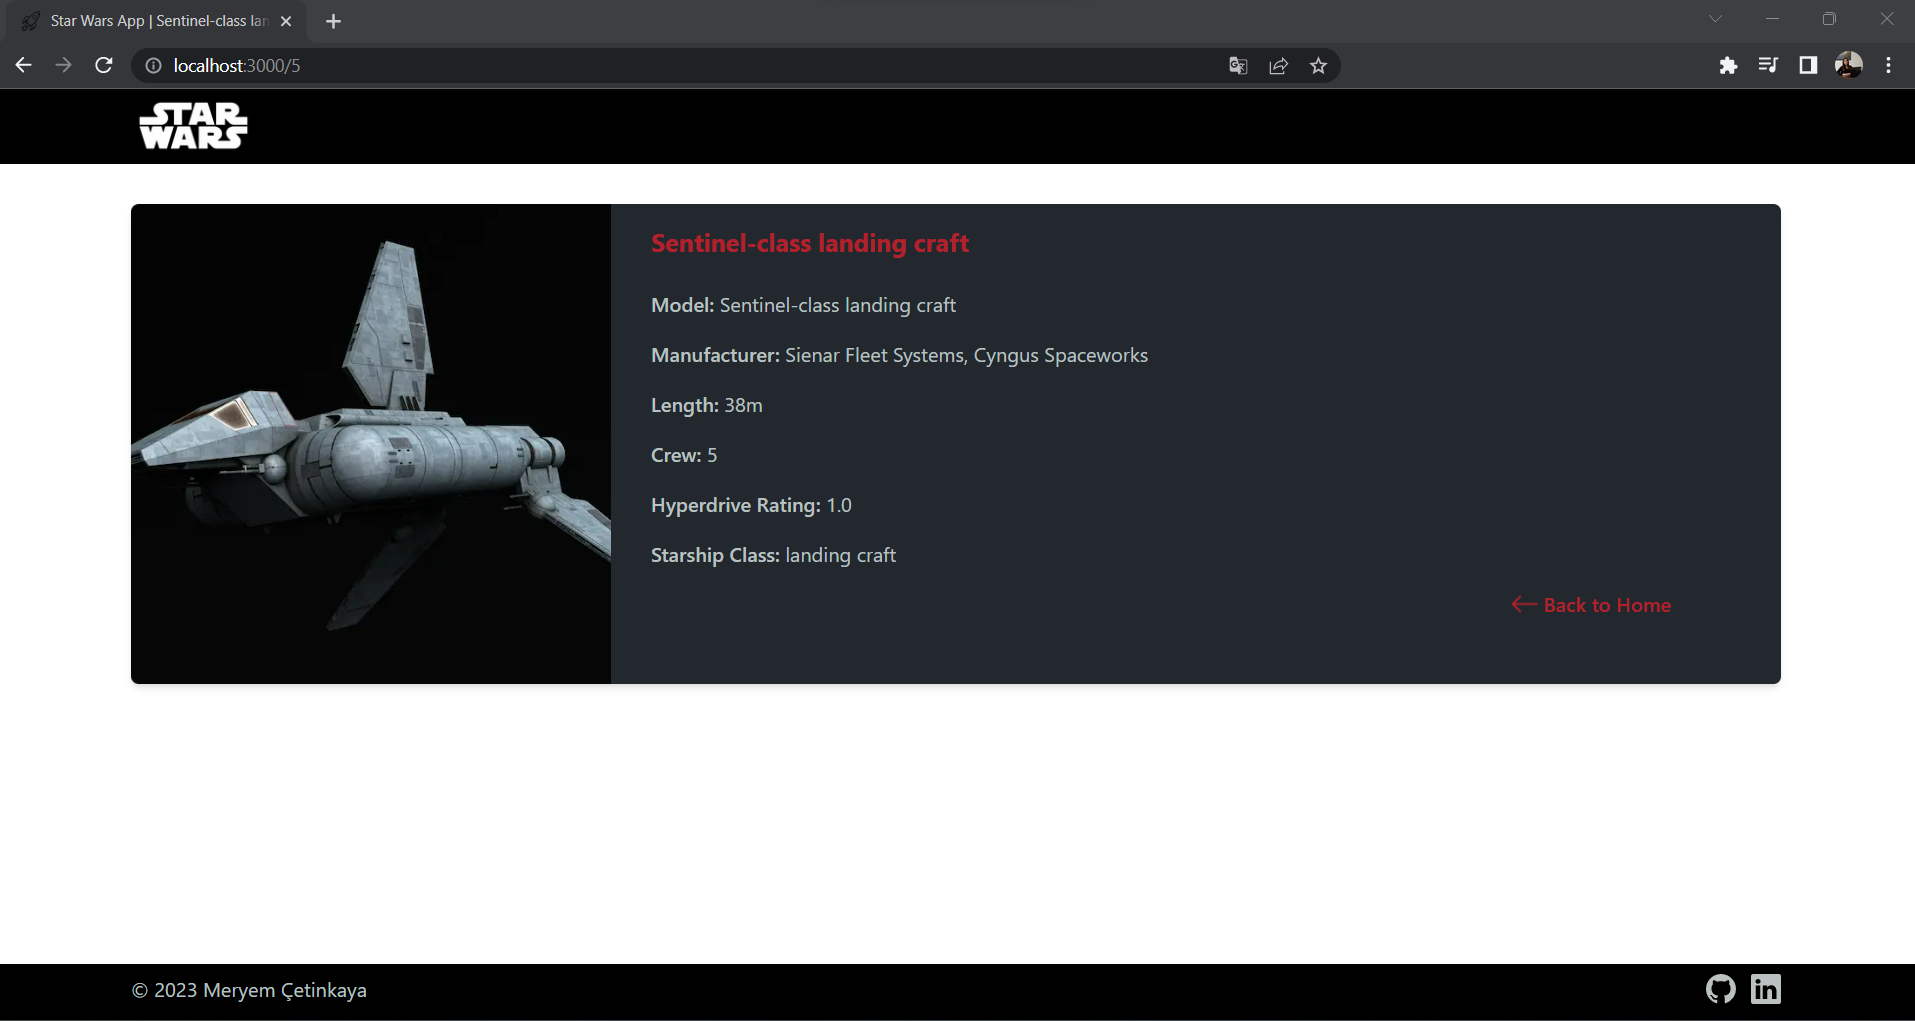 Star Wars App | Sentinel-class lan
localhost:3000/5
STAR
WARS
Sentinel-class landing craft
Model: Sentinel-class landing craft
Manufacturer: Sienar Fleet Systems, Cyngus Spaceworks
Length: 38m
Crew: 5
Hyperdrive Rating: 1.0
Starship Class: landing craft
Back to Home
© 2023 Meryem Çetinkaya
in